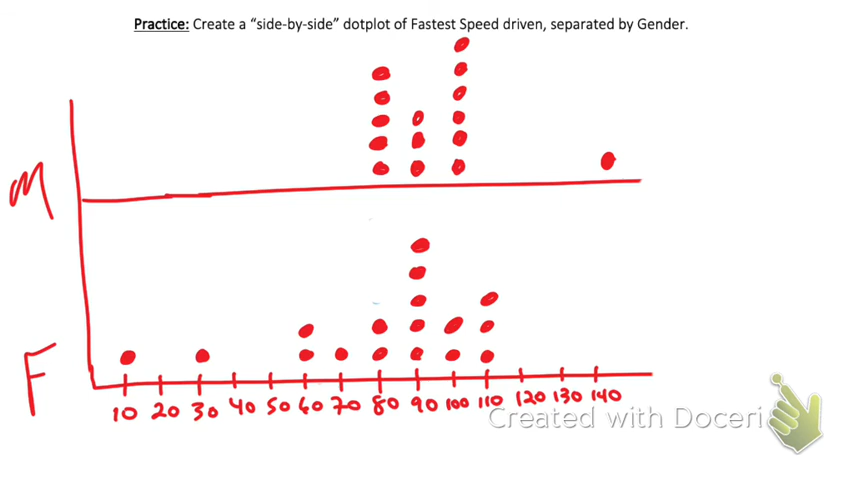 Practice: Create a “side-by-side” dotplot of Fastest Speed driven, separated by Gender.
M
F
10 20 30 40 50 60 70 80 90 100 110 120 130 140
Created with Doceri